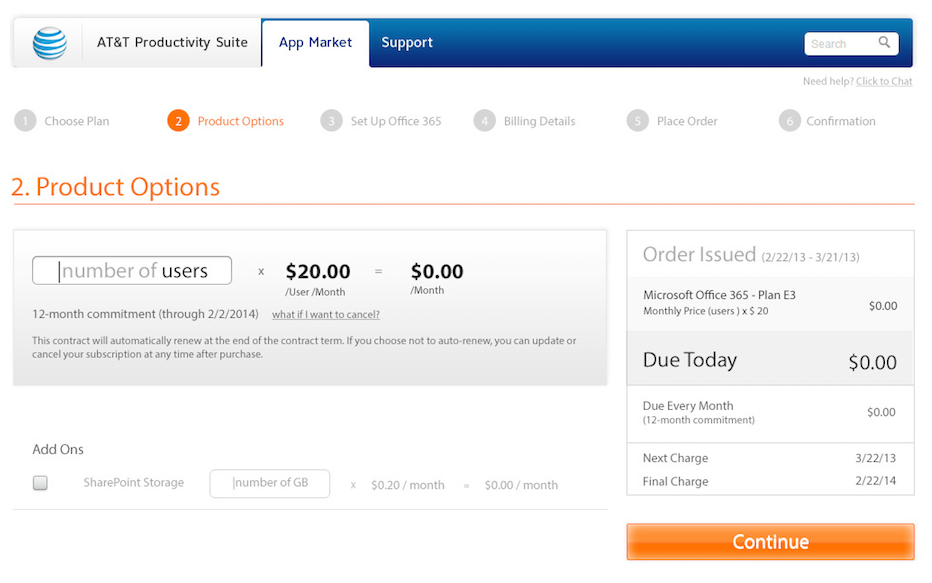 AT&T Productivity Suite
App Market
Support
Search
Need help? Click to Chat
1 Choose Plan
2 Product Options
3 Set Up Office 365
4 Billing Details
5 Place Order
6 Confirmation
2. Product Options
number of users x $20.00 = $0.00
/User /Month /Month
12-month commitment (through 2/2/2014) what if I want to cancel?
This contract will automatically renew at the end of the contract term. If you choose not to auto-renew, you can update or
cancel your subscription at any time after purchase.
Add Ons
SharePoint Storage number of GB x $0.20 / month = $0.00 / month
Order Issued (2/22/13 - 3/21/13)
Microsoft Office 365 - Plan E3
Monthly Price (users ) x $ 20 $0.00
Due Today $0.00
Due Every Month
(12-month commitment) $0.00
Next Charge 3/22/13
Final Charge 2/22/14
Continue